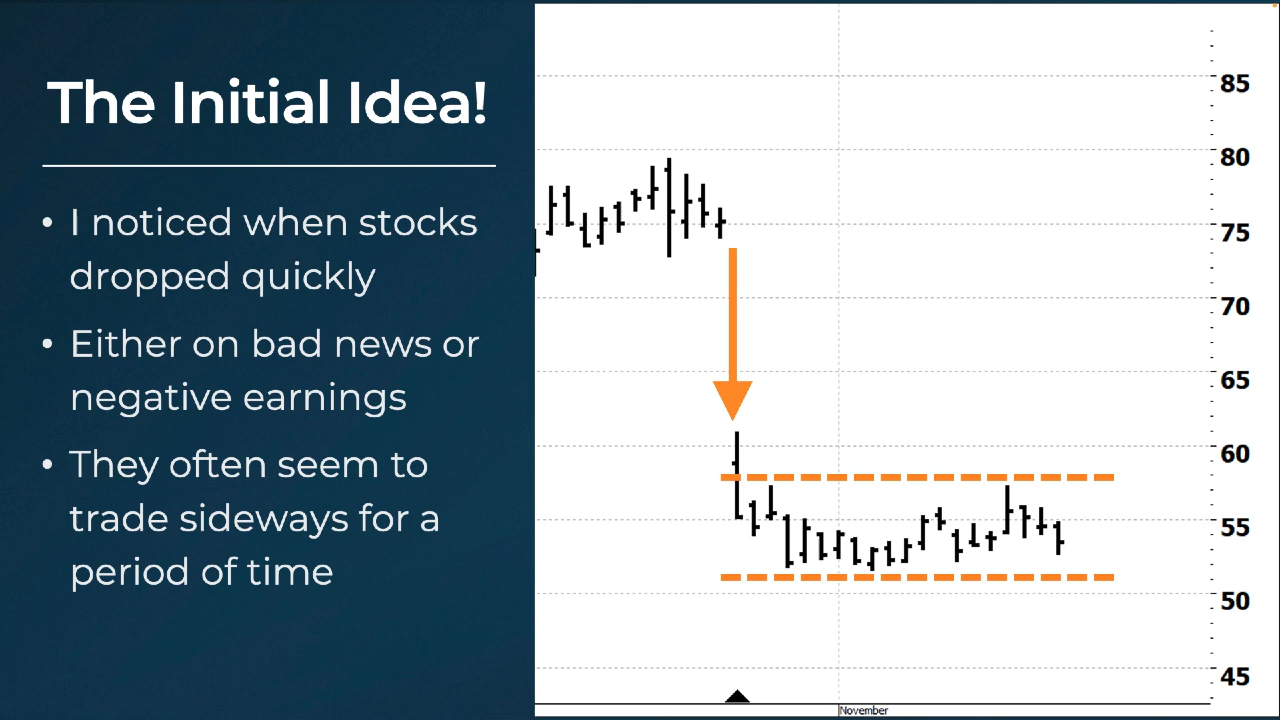 The Initial Idea!
• I noticed when stocks
dropped quickly
• Either on bad news or
negative earnings
• They often seem to
trade sideways for a
period of time
85
80
75
70
65
60
55
50
45
November